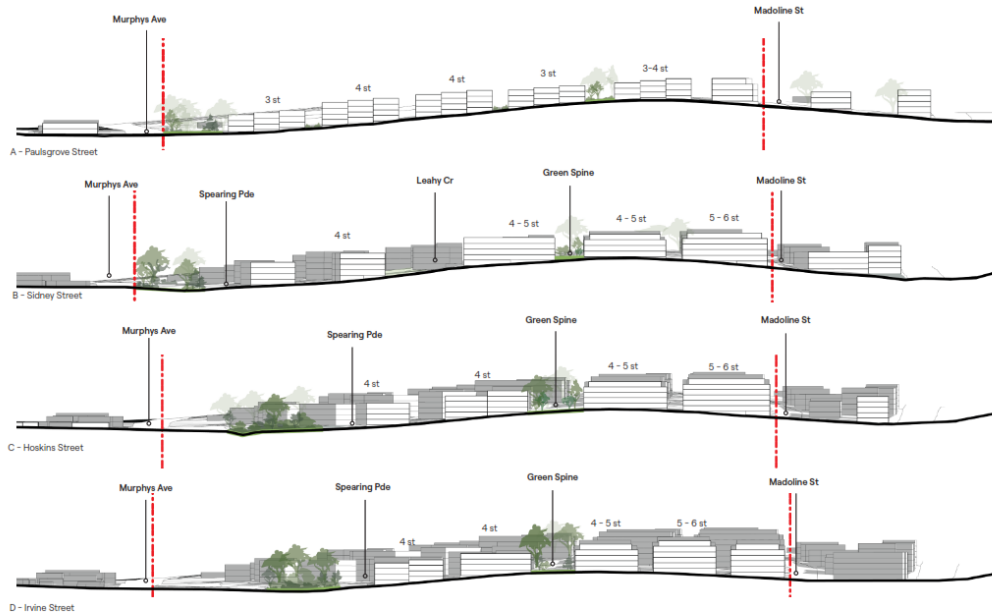 Murphys Ave
Madoline St
3 st
4 st
4 st
3 st
3-4 st
A - Paulsgrove Street
Murphys Ave
Spearing Pde
Leahy Cr
Green Spine
Madoline St
4 st
4 - 5 st
4 - 5 st
5 - 6 st
B - Sidney Street
Murphys Ave
Spearing Pde
Green Spine
Madoline St
4 st
4 st
4 - 5 st
5 - 6 st
C - Hoskins Street
Murphys Ave
Spearing Pde
Green Spine
Madoline St
4 st
4 st
4 - 5 st
5 - 6 st
D - Irvine Street